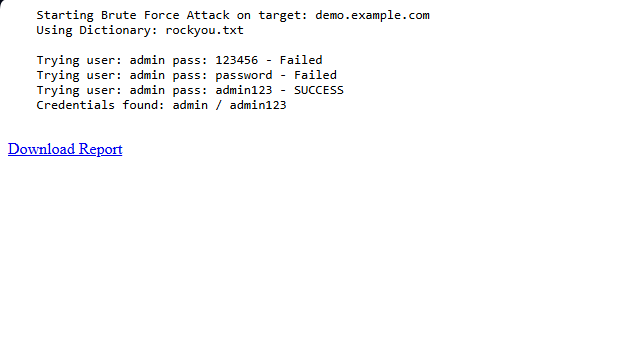 Starting Brute Force Attack on target: demo.example.com
Using Dictionary: rockyou.txt
Trying user: admin pass: 123456 - Failed
Trying user: admin pass: password - Failed
Trying user: admin pass: admin123 - SUCCESS
Credentials found: admin / admin123
Download Report